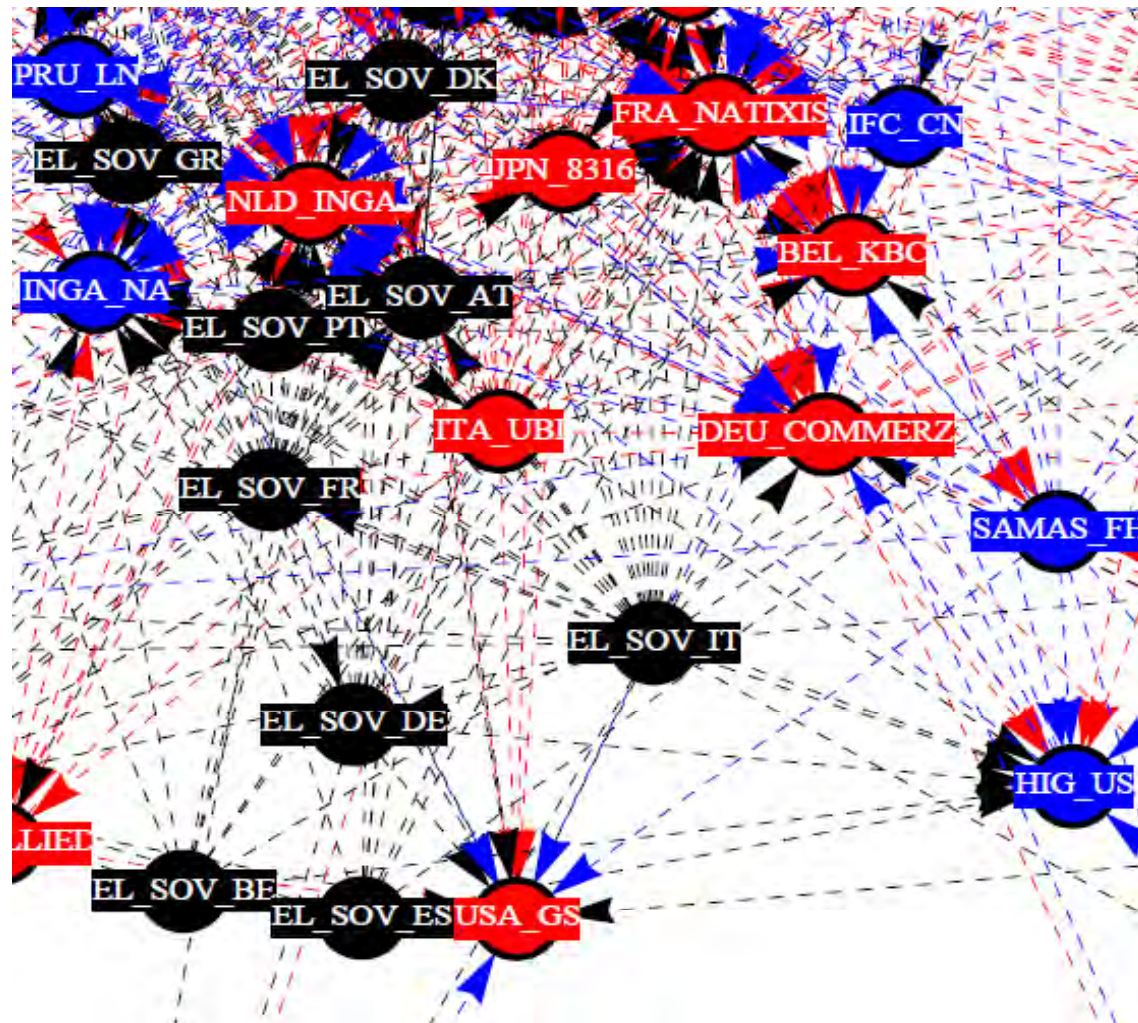 PRU_LN
EL_SOV_DK
FRA_NATIXIS
IFC_CN
EL_SOV_GR
JPN_8316
NLD_INGA
BEL_KBC
INGA_NA
EL_SOV_AT
EL_SOV_PT
ITA_UBI
DEU_COMMERZ
EL_SOV_FR
SAMAS_FH
EL_SOV_IT
EL_SOV_DE
HIG_US
LLIED
EL_SOV_BE
EL_SOV_ES
USA_GS